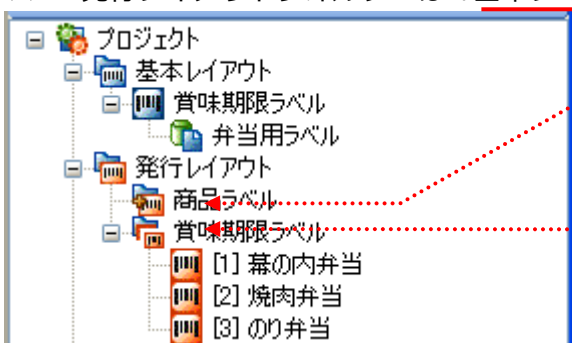 プロジェクト
基本レイアウト
賞味期限ラベル
弁当用ラベル
発行レイアウト
商品ラベル
賞味期限ラベル
[1] 幕の内弁当
[2] 焼肉弁当
[3] のり弁当